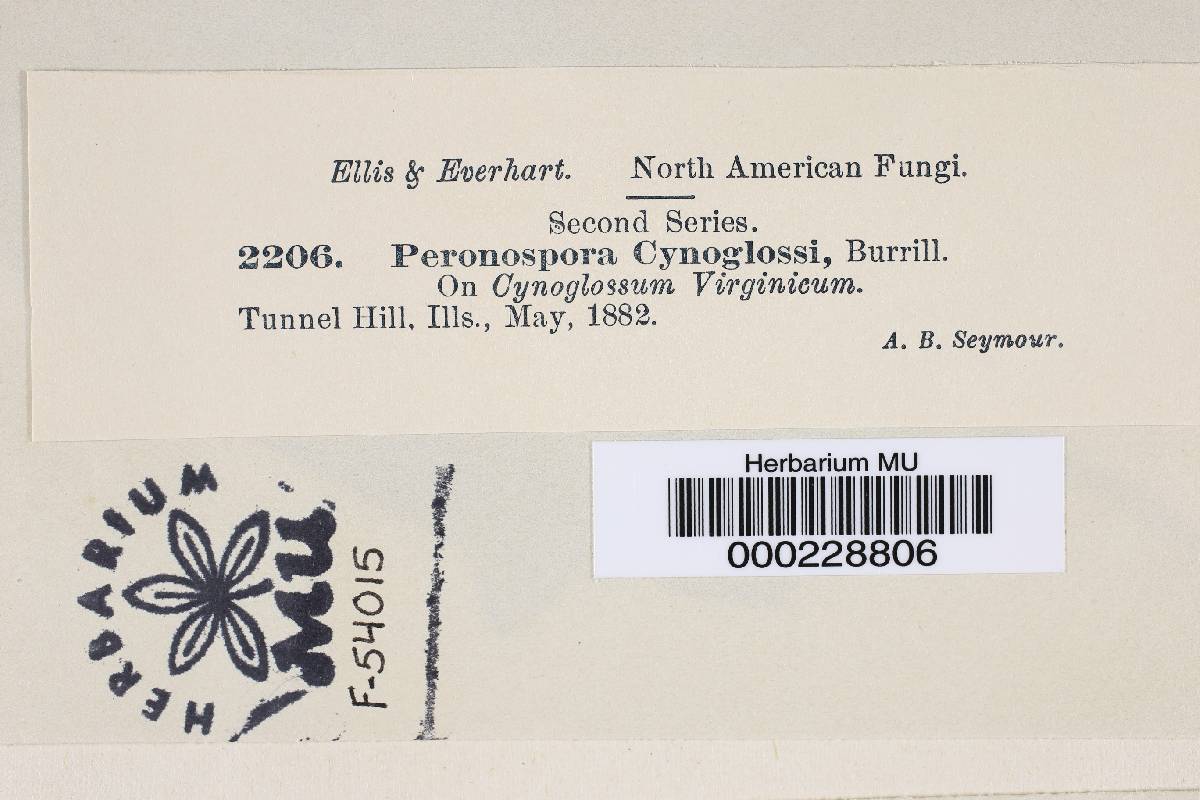 Ellis & Everhart. North American Fungi.
Second Series.
2206. Peronospora Cynoglossi, Burrill.
On Cynoglossum Virginicum.
Tunnel Hill, Ills., May, 1882.
A. B. Seymour.
Herbarium MU
000228806
HERBARIUM
MU
F-54015